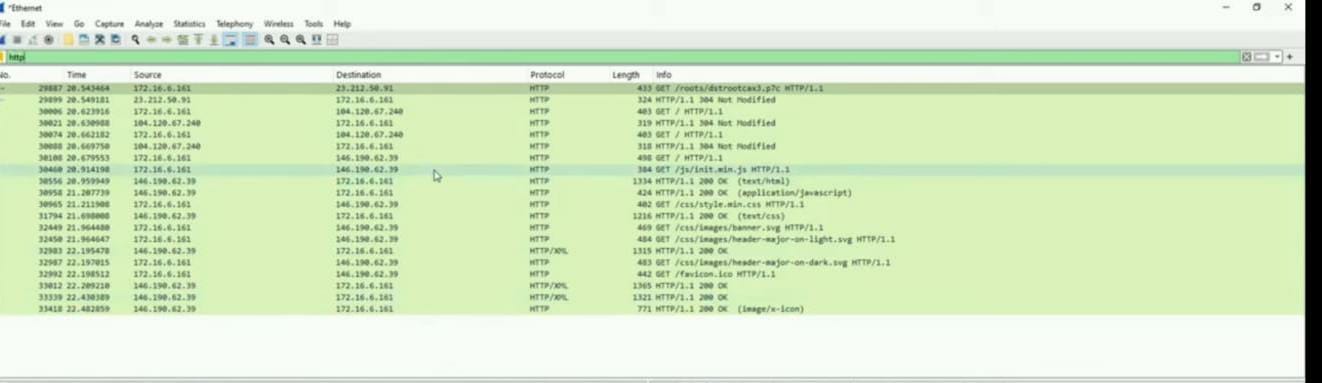 *Ethernet
File Edit View Go Capture Analyze Statistics Telephony Wireless Tools Help
http
No. Time Source Destination Protocol Length Info
29887 20.543464 172.16.6.161 23.212.50.91 HTTP 433 GET /roots/dstrootcax3.p7c HTTP/1.1
29899 20.549181 23.212.50.91 172.16.6.161 HTTP 324 HTTP/1.1 304 Not Modified
30006 20.623916 172.16.6.161 104.120.67.240 HTTP 403 GET / HTTP/1.1
30021 20.630988 104.120.67.240 172.16.6.161 HTTP 319 HTTP/1.1 304 Not Modified
30074 20.662182 172.16.6.161 104.120.67.240 HTTP 403 GET / HTTP/1.1
30088 20.669750 104.120.67.240 172.16.6.161 HTTP 318 HTTP/1.1 304 Not Modified
30108 20.679553 172.16.6.161 146.190.62.39 HTTP 498 GET / HTTP/1.1
30460 20.914198 172.16.6.161 146.190.62.39 HTTP 384 GET /js/init.min.js HTTP/1.1
30556 20.959949 146.190.62.39 172.16.6.161 HTTP 1334 HTTP/1.1 200 OK (text/html)
30958 21.207739 146.190.62.39 172.16.6.161 HTTP 424 HTTP/1.1 200 OK (application/javascript)
30965 21.211908 172.16.6.161 146.190.62.39 HTTP 402 GET /css/style.min.css HTTP/1.1
31794 21.698008 146.190.62.39 172.16.6.161 HTTP 1216 HTTP/1.1 200 OK (text/css)
32449 21.964480 172.16.6.161 146.190.62.39 HTTP 469 GET /css/images/banner.svg HTTP/1.1
32450 21.964647 172.16.6.161 146.190.62.39 HTTP 484 GET /css/images/header-major-on-light.svg HTTP/1.1
32983 22.195478 146.190.62.39 172.16.6.161 HTTP/XML 1315 HTTP/1.1 200 OK
32987 22.197015 172.16.6.161 146.190.62.39 HTTP 483 GET /css/images/header-major-on-dark.svg HTTP/1.1
32992 22.198512 172.16.6.161 146.190.62.39 HTTP 442 GET /favicon.ico HTTP/1.1
33012 22.209210 146.190.62.39 172.16.6.161 HTTP/XML 1365 HTTP/1.1 200 OK
33339 22.430389 146.190.62.39 172.16.6.161 HTTP/XML 1321 HTTP/1.1 200 OK
33418 22.482859 146.190.62.39 172.16.6.161 HTTP 771 HTTP/1.1 200 OK (image/x-icon)